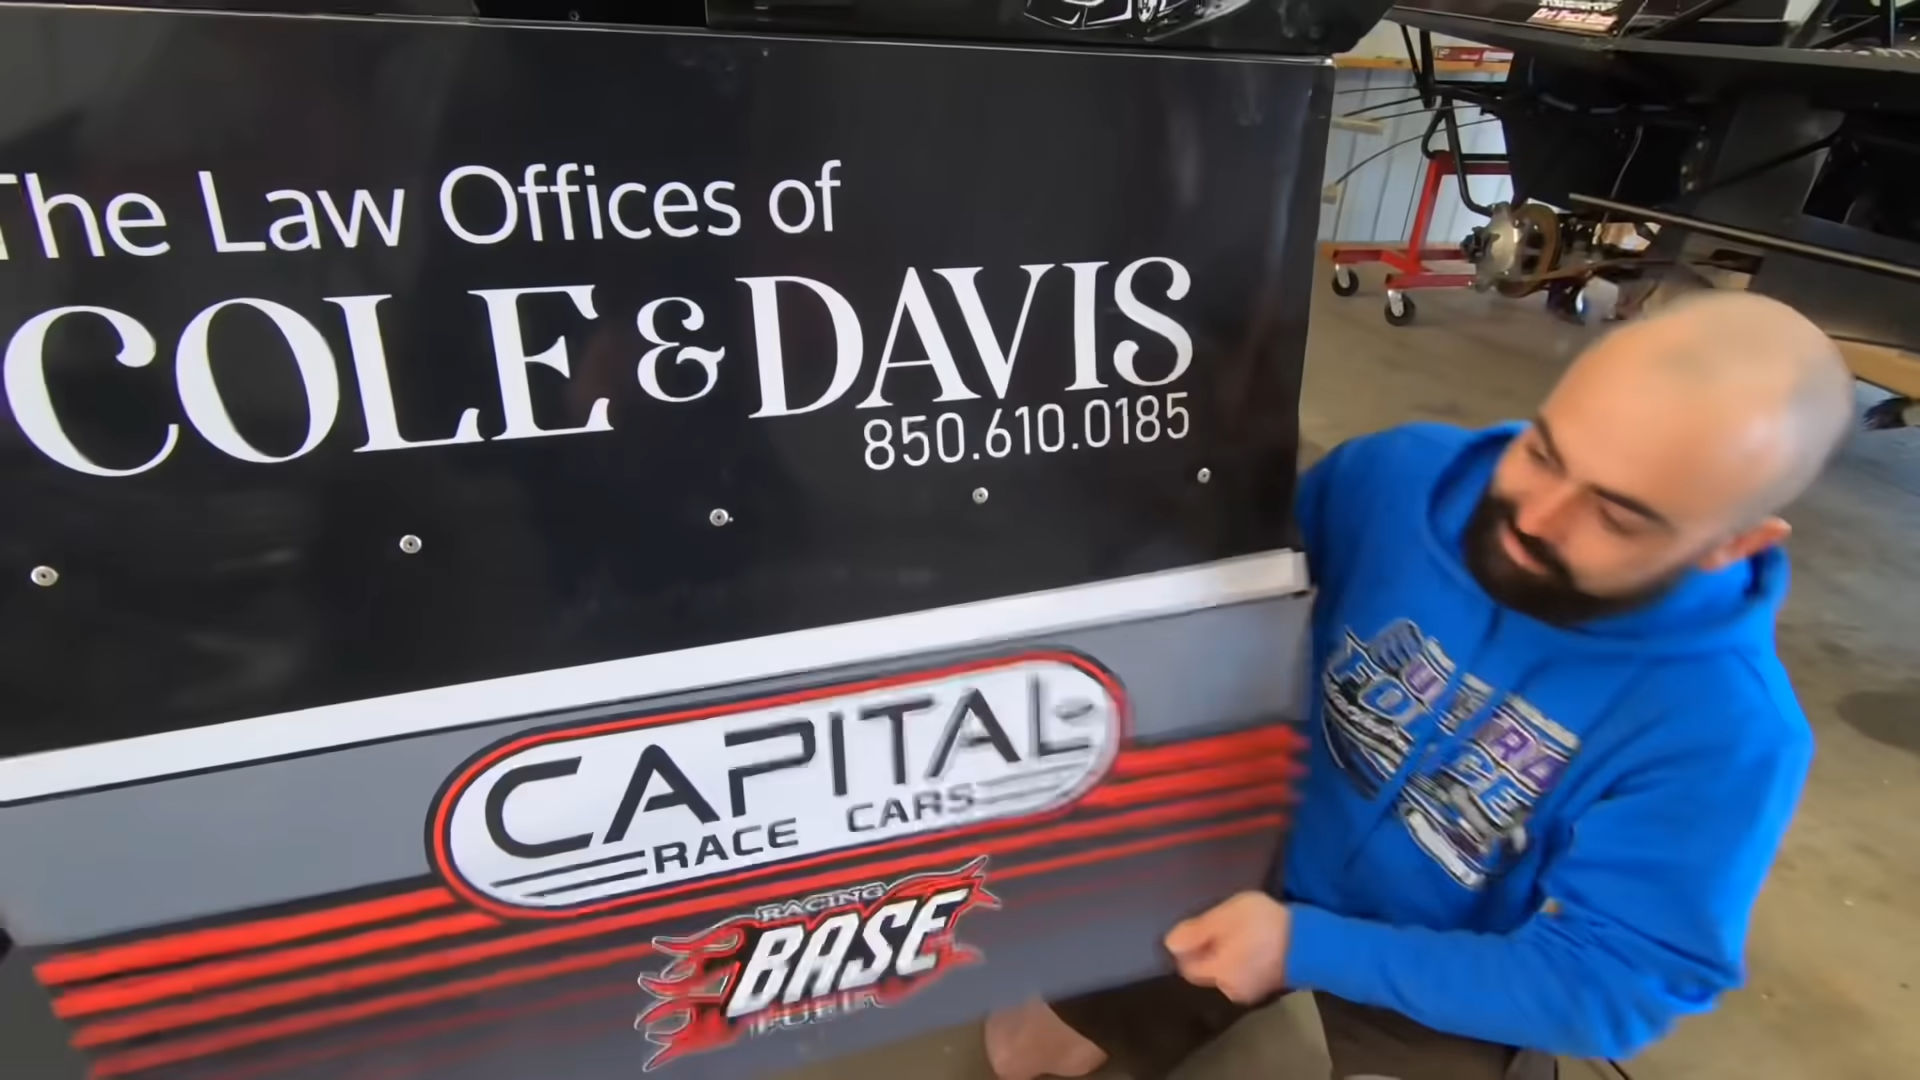 The Law Offices of
COLE & DAVIS
850.610.0185
CAPITAL
RACE CARS
RACING
BASE